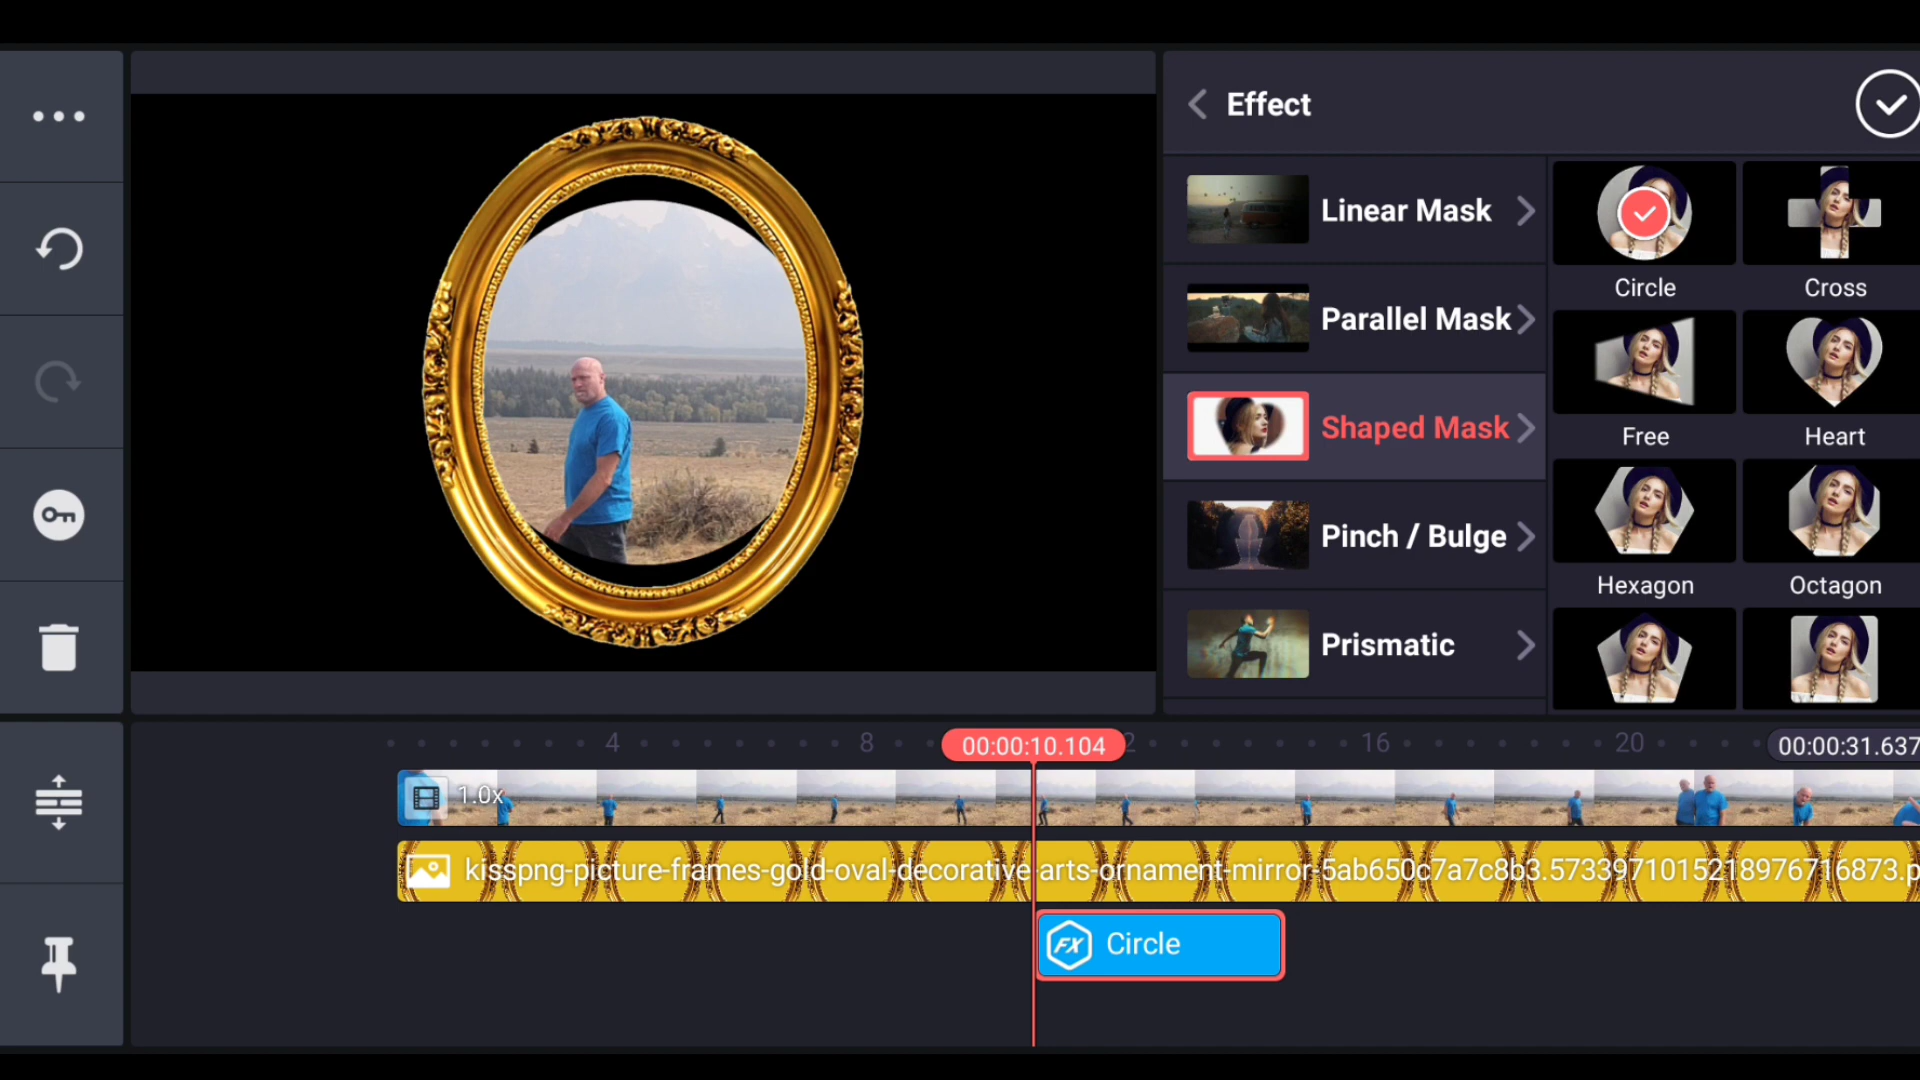 Effect
Linear Mask
Parallel Mask
Shaped Mask
Pinch / Bulge
Prismatic
Circle
Cross
Free
Heart
Hexagon
Octagon
4
8
00:00:10.104
2
16
20
00:00:31.637
1.0x
kisspng-picture-frames-gold-oval-decorative-arts-ornament-mirror-5ab650c7a7c8b3.5733971015218976716873.p
FX Circle